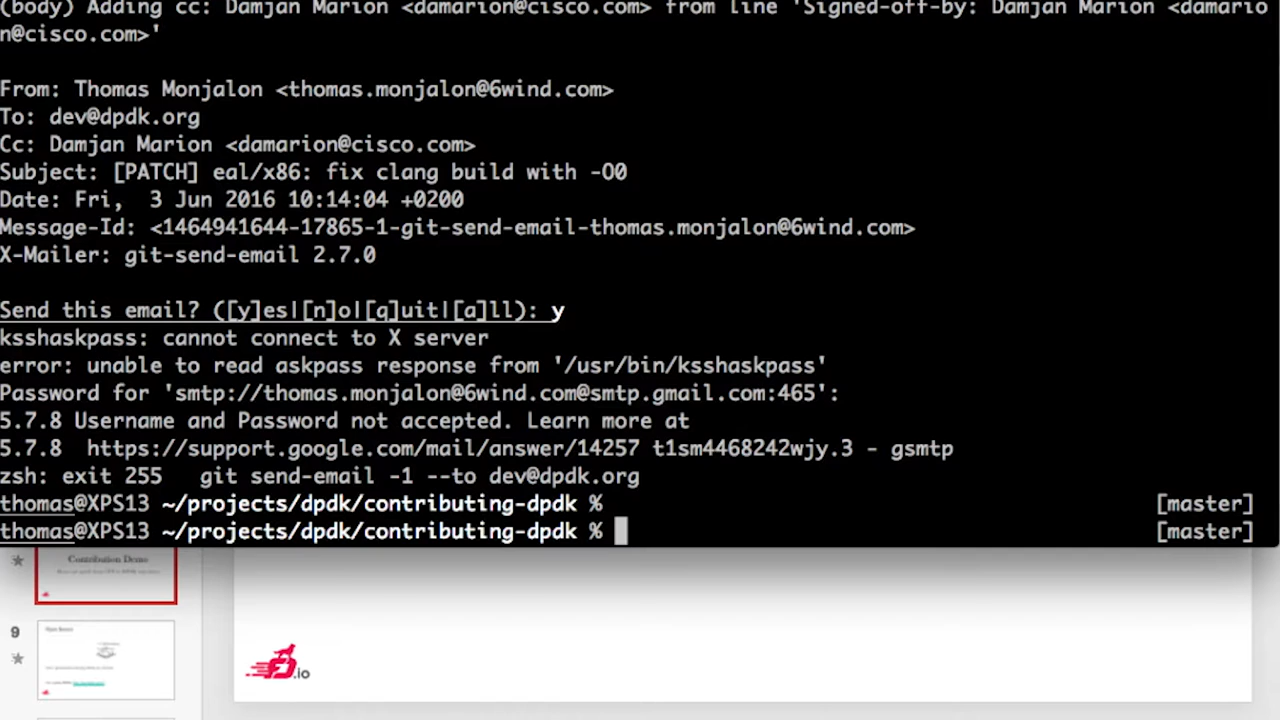 (body) Adding cc: Damjan Marion <damarion@cisco.com> from line 'Signed-off-by: Damjan Marion <damario
n@cisco.com>'
From: Thomas Monjalon <thomas.monjalon@6wind.com>
To: dev@dpdk.org
Cc: Damjan Marion <damarion@cisco.com>
Subject: [PATCH] eal/x86: fix clang build with -O0
Date: Fri,  3 Jun 2016 10:14:04 +0200
Message-Id: <1464941644-17865-1-git-send-email-thomas.monjalon@6wind.com>
X-Mailer: git-send-email 2.7.0
Send this email? ([y]es|[n]o|[q]uit|[a]ll): y
ksshaskpass: cannot connect to X server
error: unable to read askpass response from '/usr/bin/ksshaskpass'
Password for 'smtp://thomas.monjalon@6wind.com@smtp.gmail.com:465':
5.7.8 Username and Password not accepted. Learn more at
5.7.8  https://support.google.com/mail/answer/14257 t1sm4468242wjy.3 - gsmtp
zsh: exit 255   git send-email -1 --to dev@dpdk.org
thomas@XPS13 ~/projects/dpdk/contributing-dpdk % [master]
thomas@XPS13 ~/projects/dpdk/contributing-dpdk % [master]
Contribution Demo
9
.io